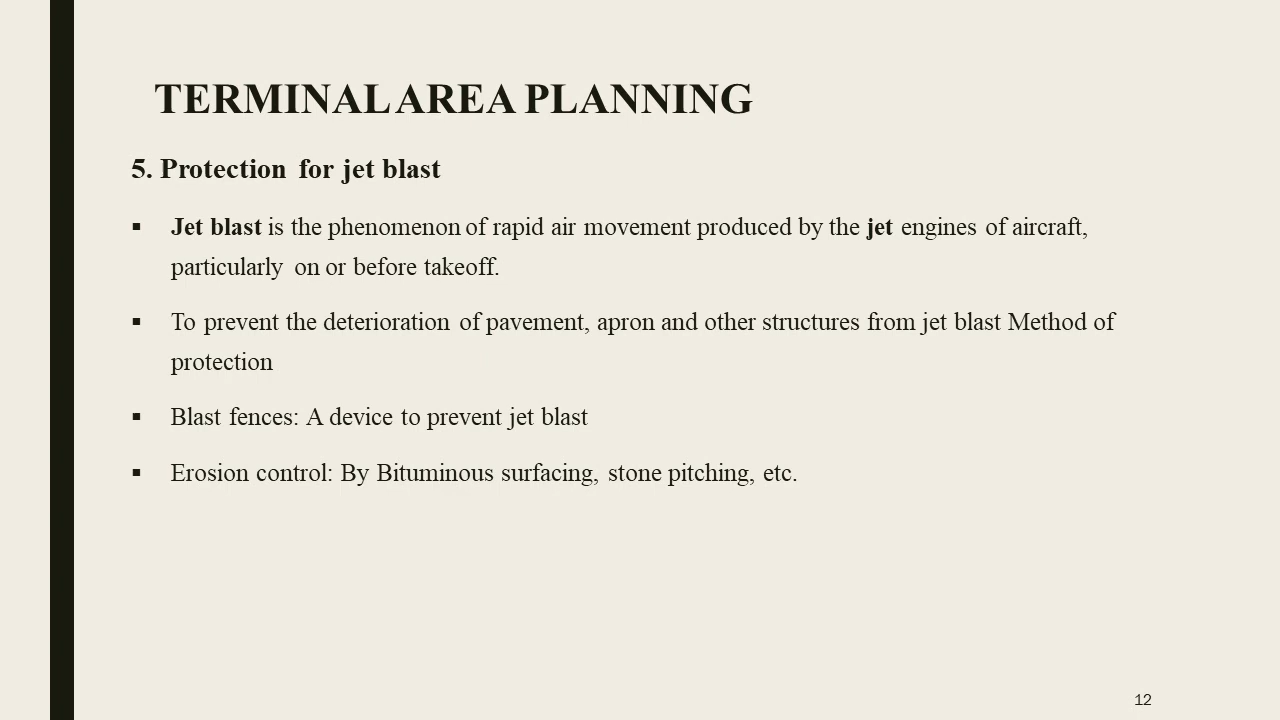 TERMINAL AREA PLANNING
5. Protection for jet blast
▪ Jet blast is the phenomenon of rapid air movement produced by the jet engines of aircraft,
particularly on or before takeoff.
▪ To prevent the deterioration of pavement, apron and other structures from jet blast Method of
protection
▪ Blast fences: A device to prevent jet blast
▪ Erosion control: By Bituminous surfacing, stone pitching, etc.
12